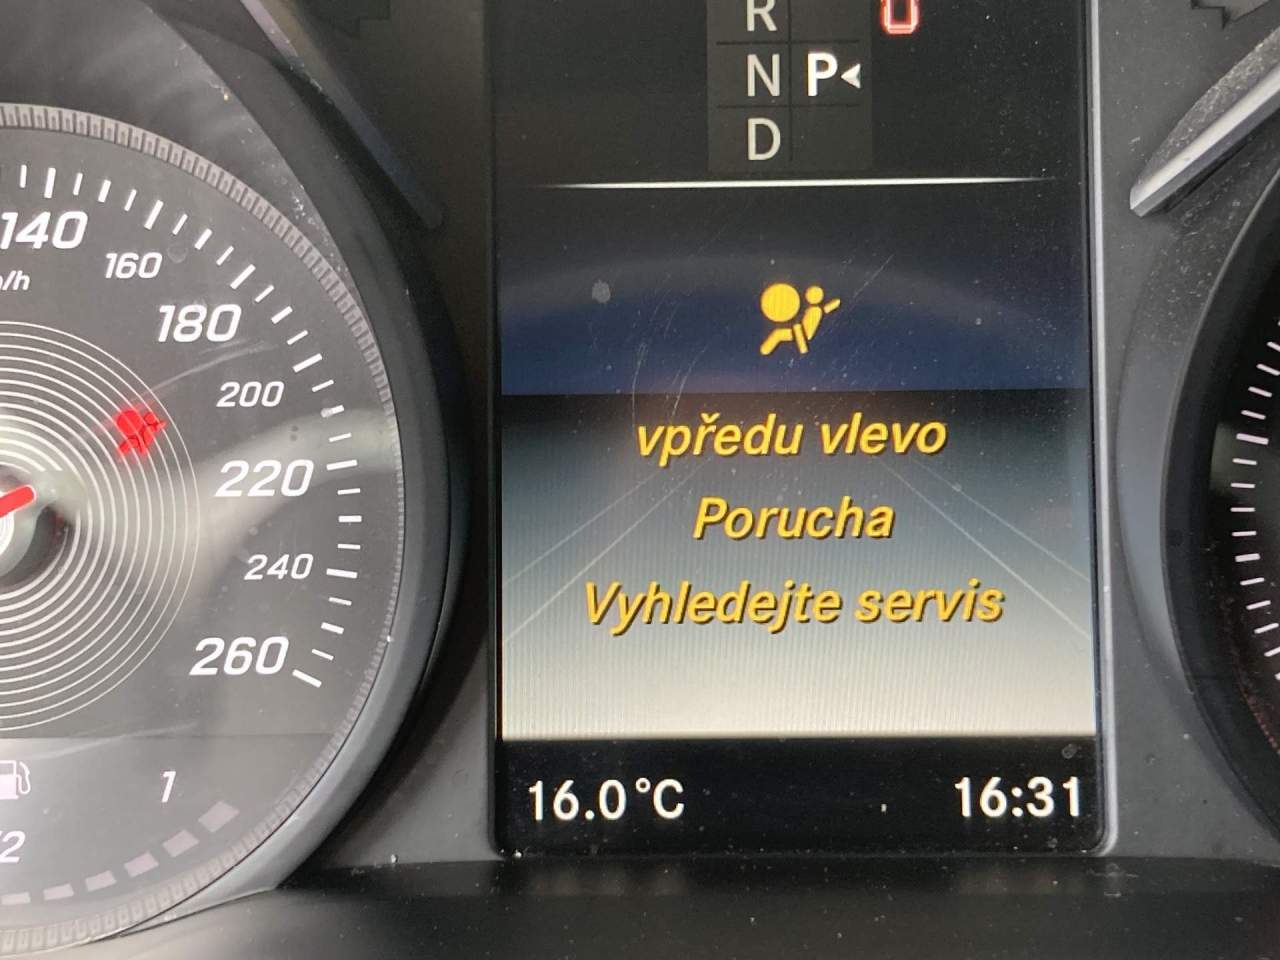 R
N P
D
140
160
180
200
220
240
260
1
vpředu vlevo
Porucha
Vyhledejte servis
16.0°C
16:31